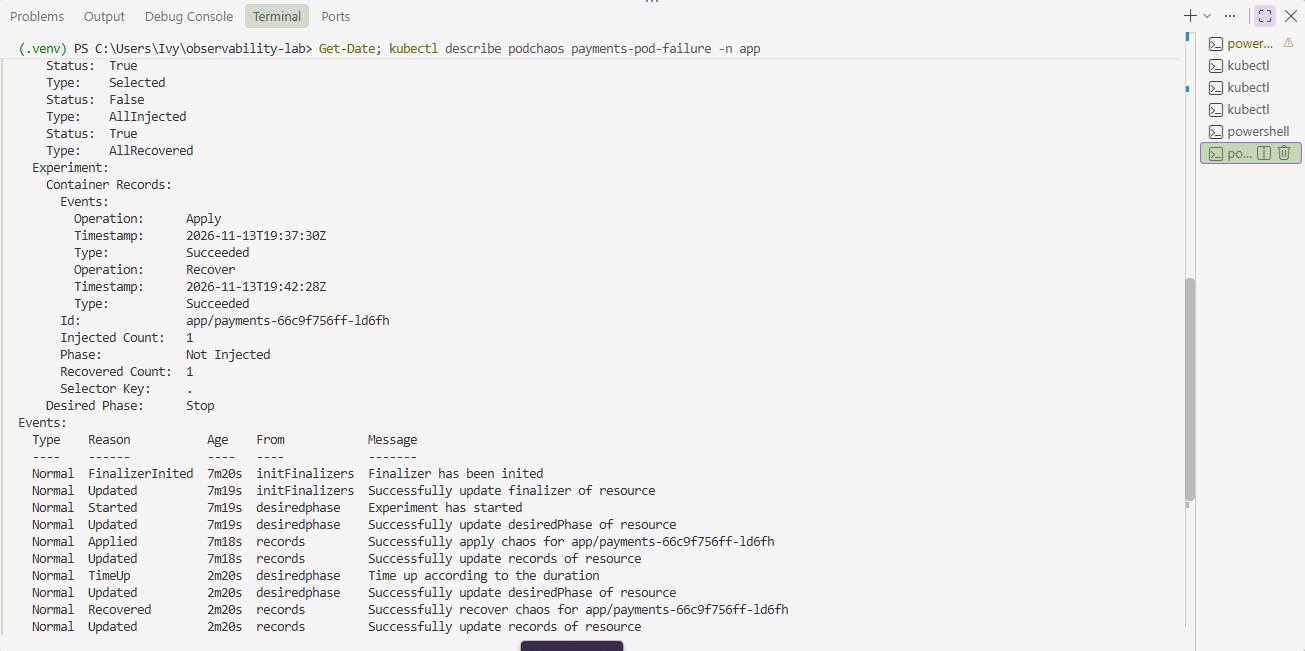 Problems Output Debug Console Terminal Ports
(.venv) PS C:\Users\Ivy\observability-lab> Get-Date; kubectl describe podchaos payments-pod-failure -n app
Status: True
Type: Selected
Status: False
Type: AllInjected
Status: True
Type: AllRecovered
Experiment:
Container Records:
Events:
Operation: Apply
Timestamp: 2026-11-13T19:37:30Z
Type: Succeeded
Operation: Recover
Timestamp: 2026-11-13T19:42:28Z
Type: Succeeded
Id: app/payments-66c9f756ff-ld6fh
Injected Count: 1
Phase: Not Injected
Recovered Count: 1
Selector Key: .
Desired Phase: Stop
Events:
Type Reason Age From Message
---- ------ ---- ---- -------
Normal FinalizerInited 7m20s initFinalizers Finalizer has been inited
Normal Updated 7m19s initFinalizers Successfully update finalizer of resource
Normal Started 7m19s desiredphase Experiment has started
Normal Updated 7m19s desiredphase Successfully update desiredPhase of resource
Normal Applied 7m18s records Successfully apply chaos for app/payments-66c9f756ff-ld6fh
Normal Updated 7m18s records Successfully update records of resource
Normal TimeUp 2m20s desiredphase Time up according to the duration
Normal Updated 2m20s desiredphase Successfully update desiredPhase of resource
Normal Recovered 2m20s records Successfully recover chaos for app/payments-66c9f756ff-ld6fh
Normal Updated 2m20s records Successfully update records of resource
power...
kubectl
kubectl
kubectl
powershell
po...